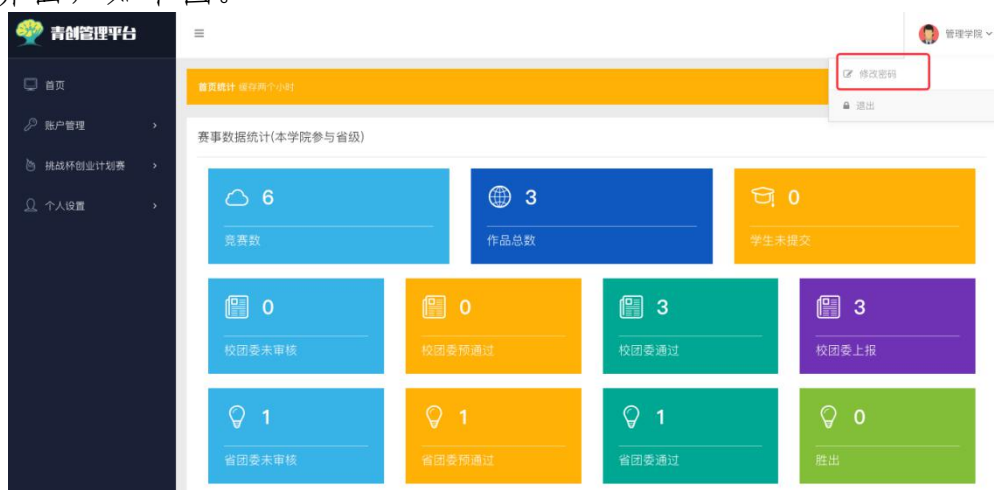 青创管理平台
管理学院
修改密码
退出
首页
账户管理
挑战杯创业计划赛
个人设置
首页统计 缓存两个小时
赛事数据统计(本学院参与省级)
6
竞赛数
3
作品总数
0
学生未提交
0
校团委未审核
0
校团委预通过
3
校团委通过
3
校团委上报
1
省团委未审核
1
省团委预通过
1
省团委通过
0
胜出